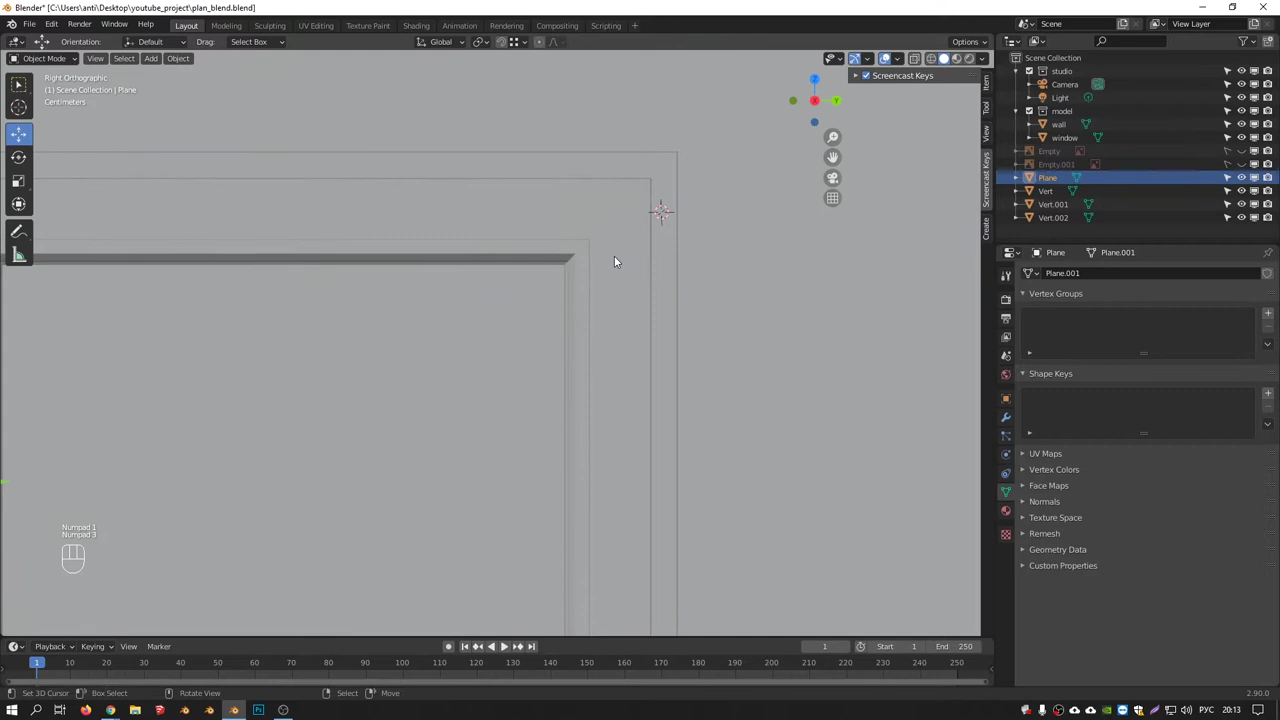 Blender* [C:\Users\anti\Desktop\youtube_project\plan_blend.blend]
File Edit Render Window Help Layout Modeling Sculpting UV Editing Texture Paint Shading Animation Rendering Compositing Scripting + Scene View Layer
Orientation: Default Drag: Select Box Global Options
Object Mode View Select Add Object
Right Orthographic
(1) Scene Collection | Plane
Centimeters
Screencast Keys
Z
X
Y
Item
Tool
View
Screencast Keys
Create
Numpad 1
Numpad 3
Scene Collection
studio
Camera
Light
model
wall
window
Empty
Empty.001
Plane
Vert
Vert.001
Vert.002
Plane Plane.001
Plane.001
Vertex Groups
Shape Keys
UV Maps
Vertex Colors
Face Maps
Normals
Texture Space
Remesh
Geometry Data
Custom Properties
Playback Keying View Marker 1 Start 1 End 250
1 10 20 30 40 50 60 70 80 90 100 110 120 130 140 150 160 170 180 190 200 210 220 230 240 250
Set 3D Cursor Box Select Rotate View Select Move 2.90.0
РУС 20:13